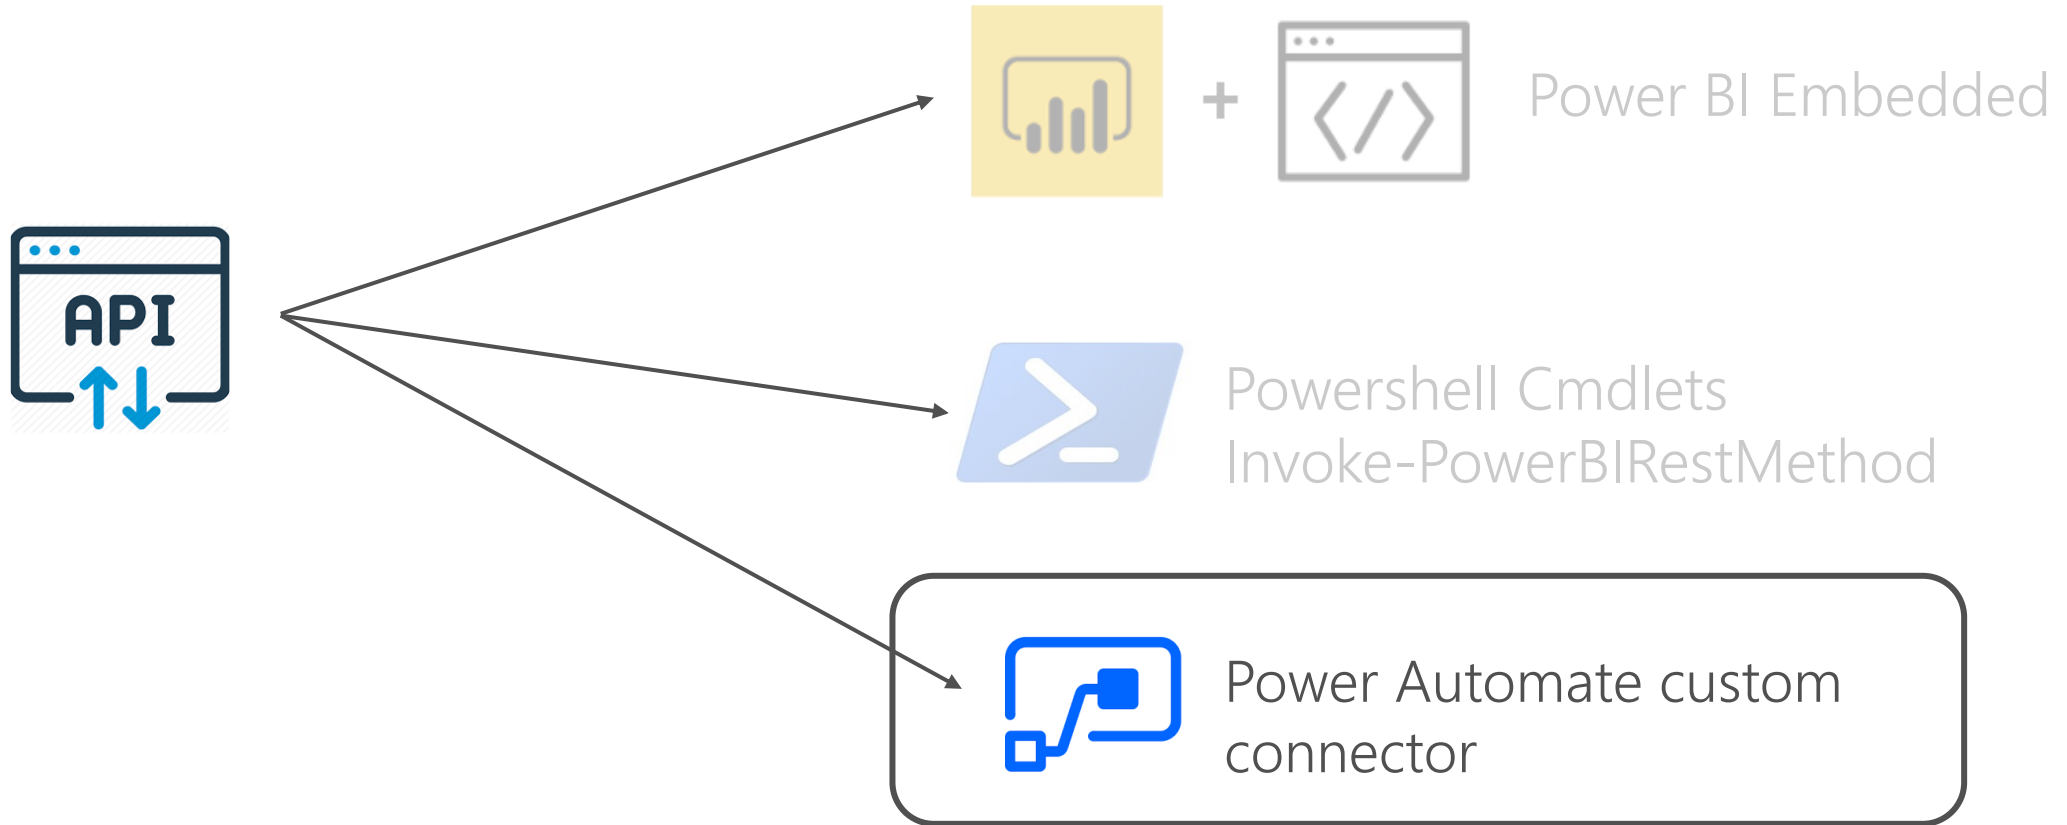 Power BI Embedded
API
Powershell Cmdlets
Invoke-PowerBIRestMethod
Power Automate custom
connector